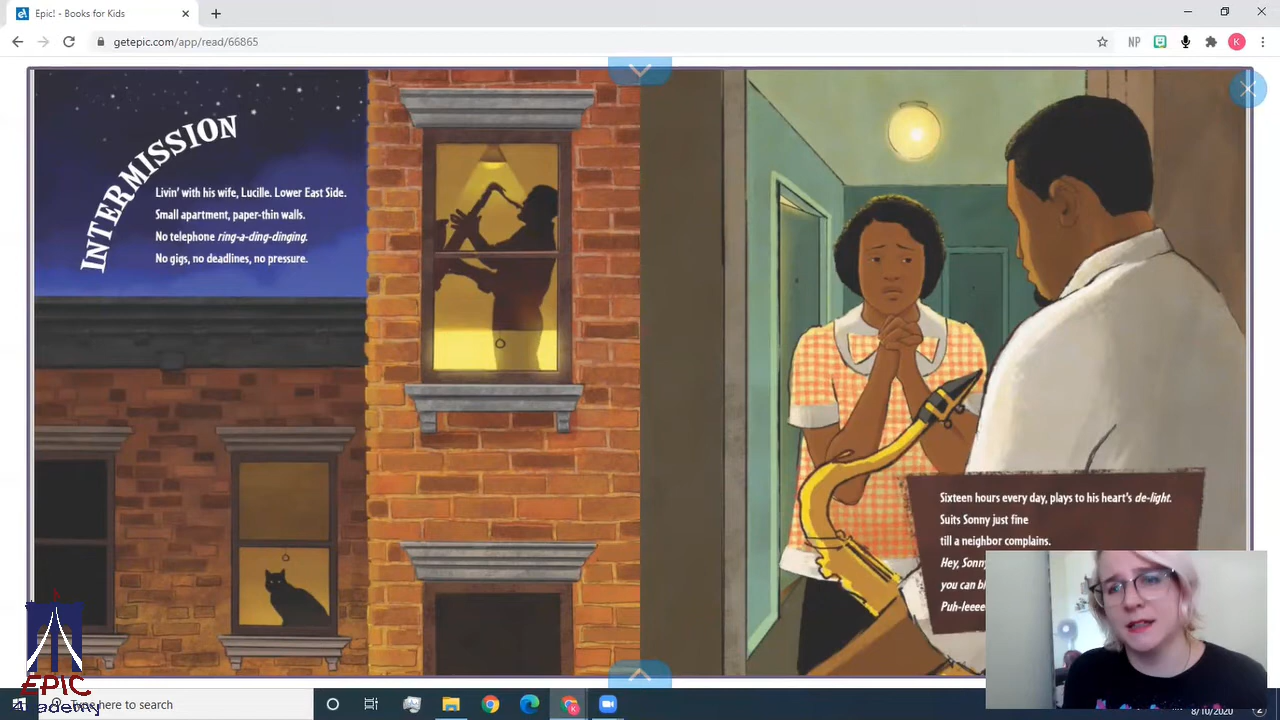 Epic! - Books for Kids
getepic.com/app/read/66865
NP
K
INTERMISSION
Livin' with his wife, Lucille. Lower East Side.
Small apartment, paper-thin walls.
No telephone ring-a-ding-dinging.
No gigs, no deadlines, no pressure.
Sixteen hours every day, plays to his heart's de-light.
Suits Sonny just fine
till a neighbor complains.
Hey, Sonny
you can
Puh-leeee
EPIC
Academy
Type here to search
8/10/2020